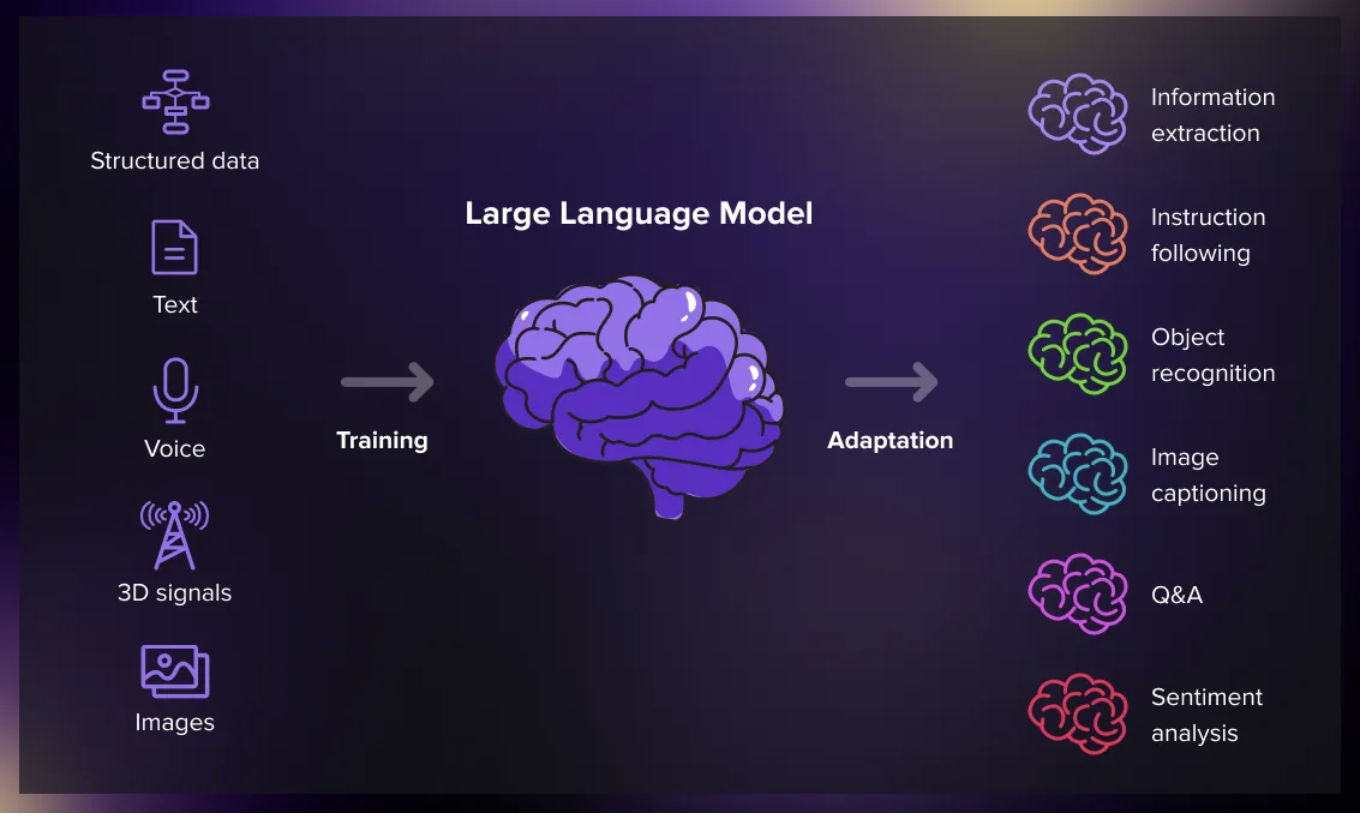 Structured data
Text
Voice
3D signals
Images
Training
Large Language Model
Adaptation
Information
extraction
Instruction
following
Object
recognition
Image
captioning
Q&A
Sentiment
analysis